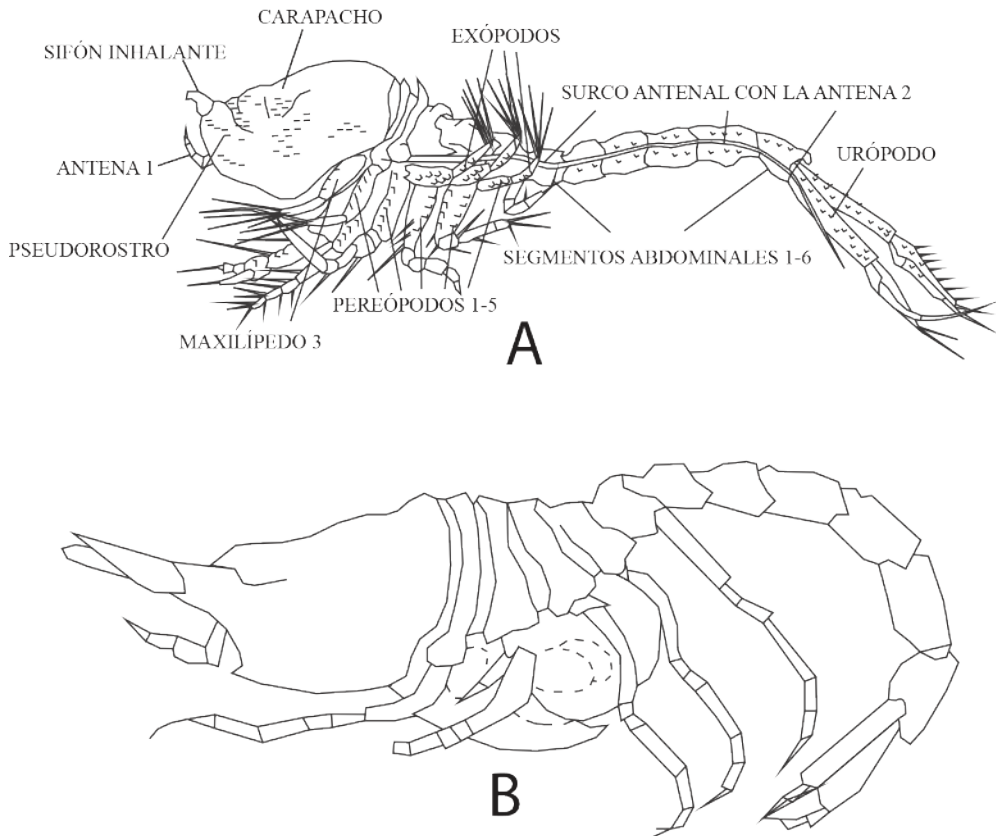 CARAPACHO
SIFÓN INHALANTE
EXÓPODOS
SURCO ANTENAL CON LA ANTENA 2
URÓPODO
ANTENA 1
PSEUDOROSTRO
SEGMENTOS ABDOMINALES 1-6
PEREÓPODOS 1-5
MAXILÍPEDO 3
A
B